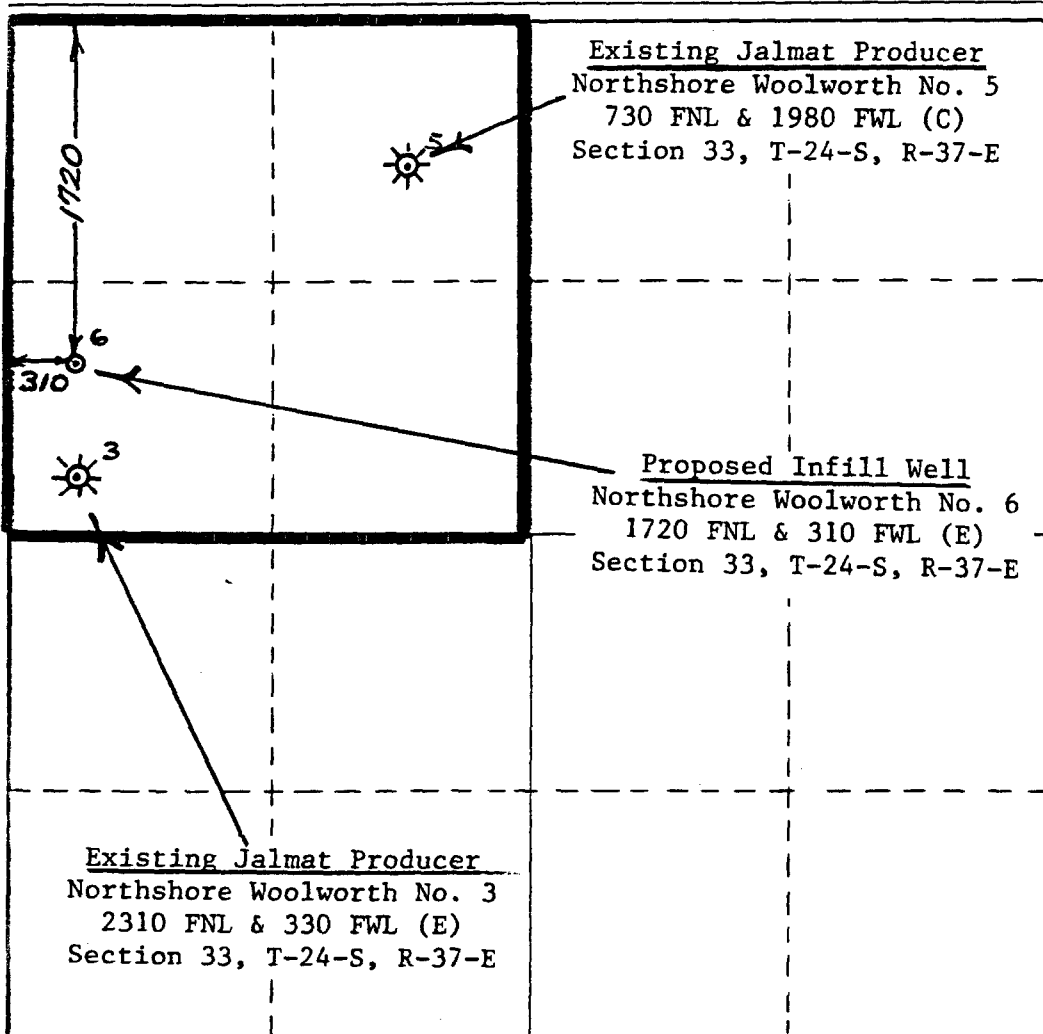 Existing Jalmat Producer
Northshore Woolworth No. 5
730 FNL & 1980 FWL (C)
Section 33, T-24-S, R-37-E
5
1720
6
310
3
Proposed Infill Well
Northshore Woolworth No. 6
1720 FNL & 310 FWL (E)
Section 33, T-24-S, R-37-E
Existing Jalmat Producer
Northshore Woolworth No. 3
2310 FNL & 330 FWL (E)
Section 33, T-24-S, R-37-E